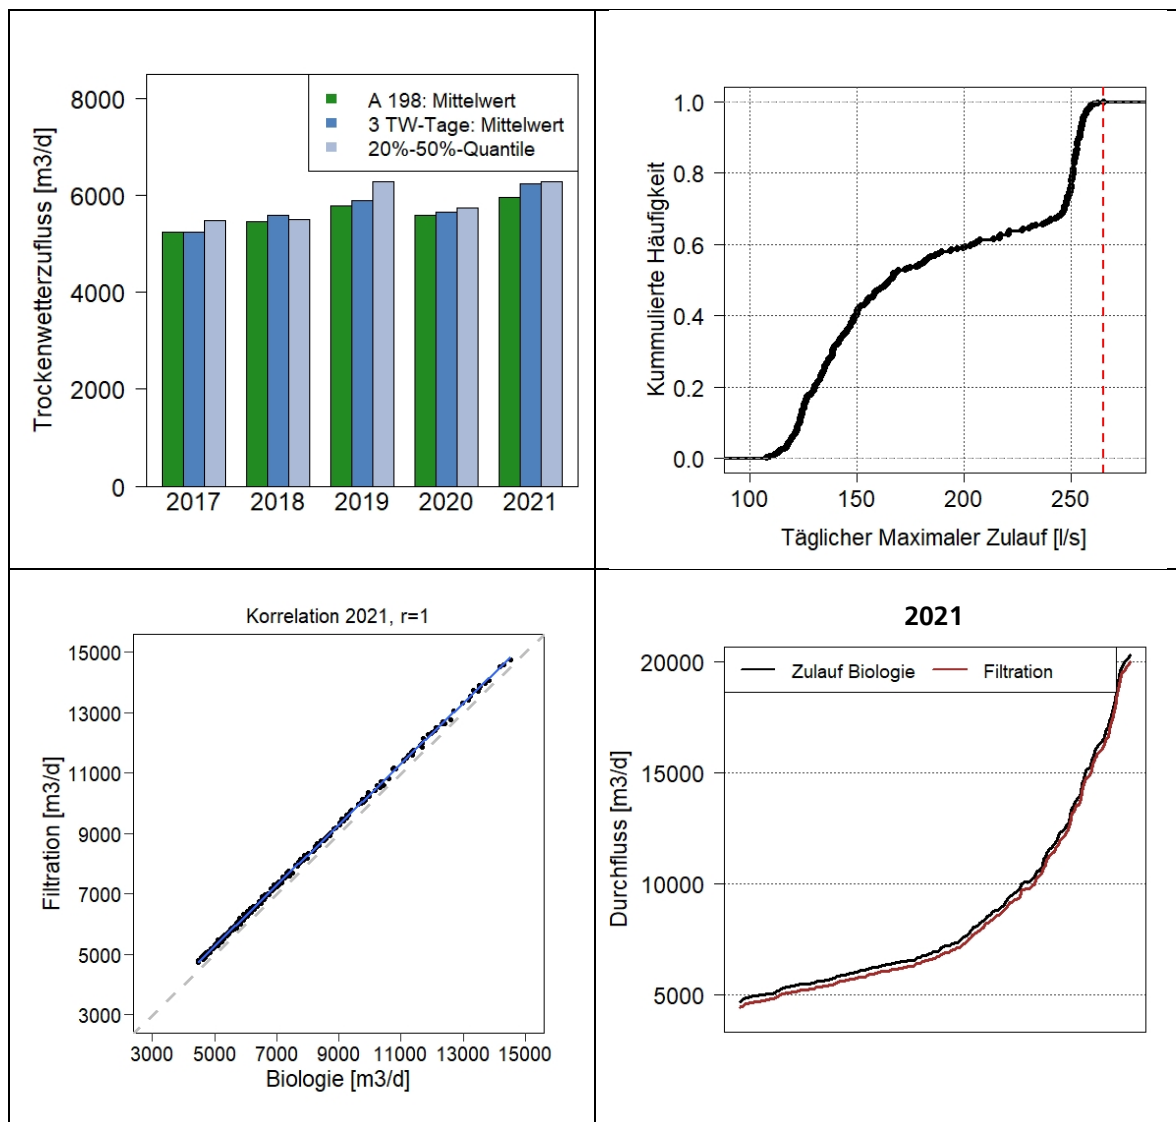 Trockenwetterzufluss [m3/d]
8000
6000
4000
2000
0
A 198: Mittelwert
3 TW-Tage: Mittelwert
20%-50%-Quantile
2017 2018 2019 2020 2021
Kummulierte Häufigkeit
1.0
0.8
0.6
0.4
0.2
0.0
100 150 200 250
Täglicher Maximaler Zulauf [l/s]
Korrelation 2021, r=1
Filtration [m3/d]
15000
13000
11000
9000
7000
5000
3000
3000 5000 7000 9000 11000 13000 15000
Biologie [m3/d]
2021
Durchfluss [m3/d]
20000
15000
10000
5000
Zulauf Biologie Filtration